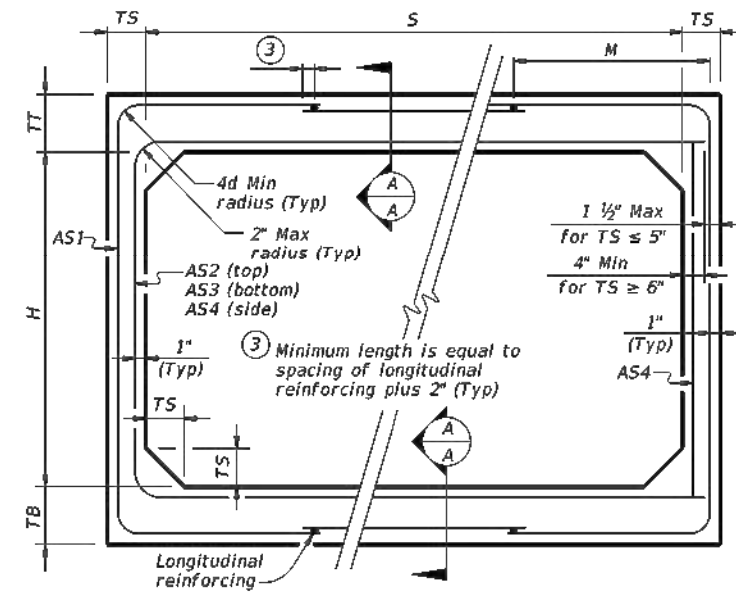 TS
S
TS
3
M
TT
A
A
4d Min
radius (Typ)
2" Max
radius (Typ)
1 ½" Max
for TS ≤ 5"
4" Min
for TS ≥ 6"
AS1
AS2 (top)
AS3 (bottom)
AS4 (side)
H
1"
(Typ)
3 Minimum length is equal to
spacing of longitudinal
reinforcing plus 2" (Typ)
1"
(Typ)
AS4
TS
A
A
TS
TB
Longitudinal
reinforcing